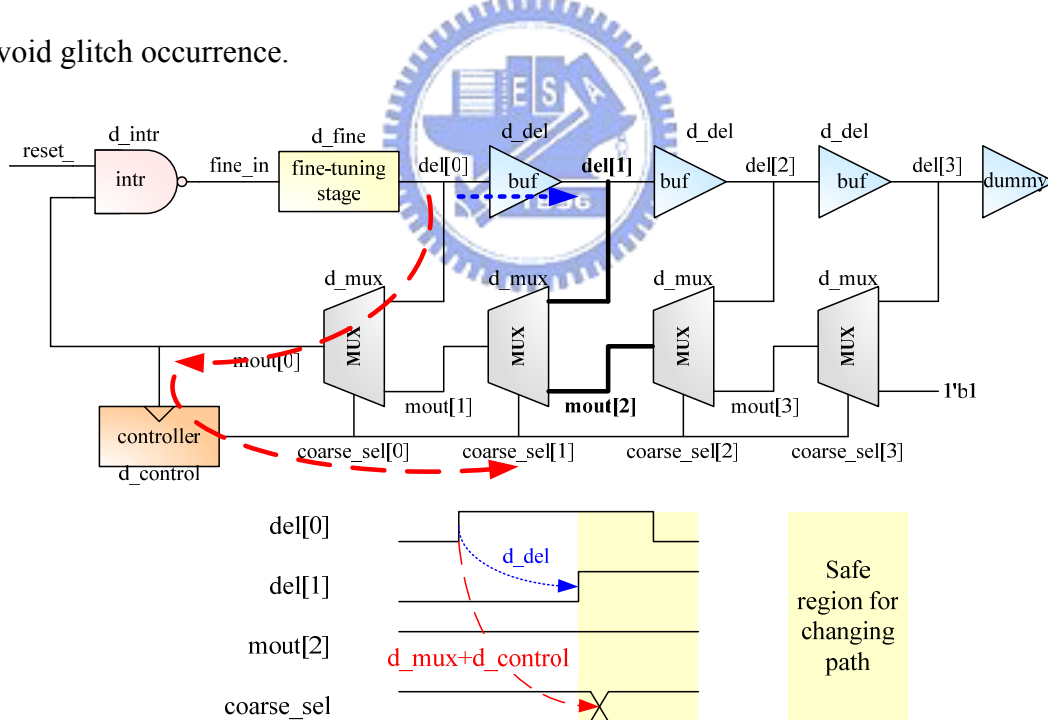 void glitch occurrence.
d_intr
d_fine
d_del
d_del
d_del
reset_
intr
fine_in
fine-tuning
stage
del[0]
buf
del[1]
buf
del[2]
buf
del[3]
dummy
ESA
1896
d_mux
d_mux
d_mux
d_mux
MUX
MUX
MUX
MUX
mout[0]
mout[1]
mout[2]
mout[3]
1'b1
controller
d_control
coarse_sel[0]
coarse_sel[1]
coarse_sel[2]
coarse_sel[3]
del[0]
d_del
del[1]
mout[2]
d_mux+d_control
coarse_sel
Safe
region for
changing
path